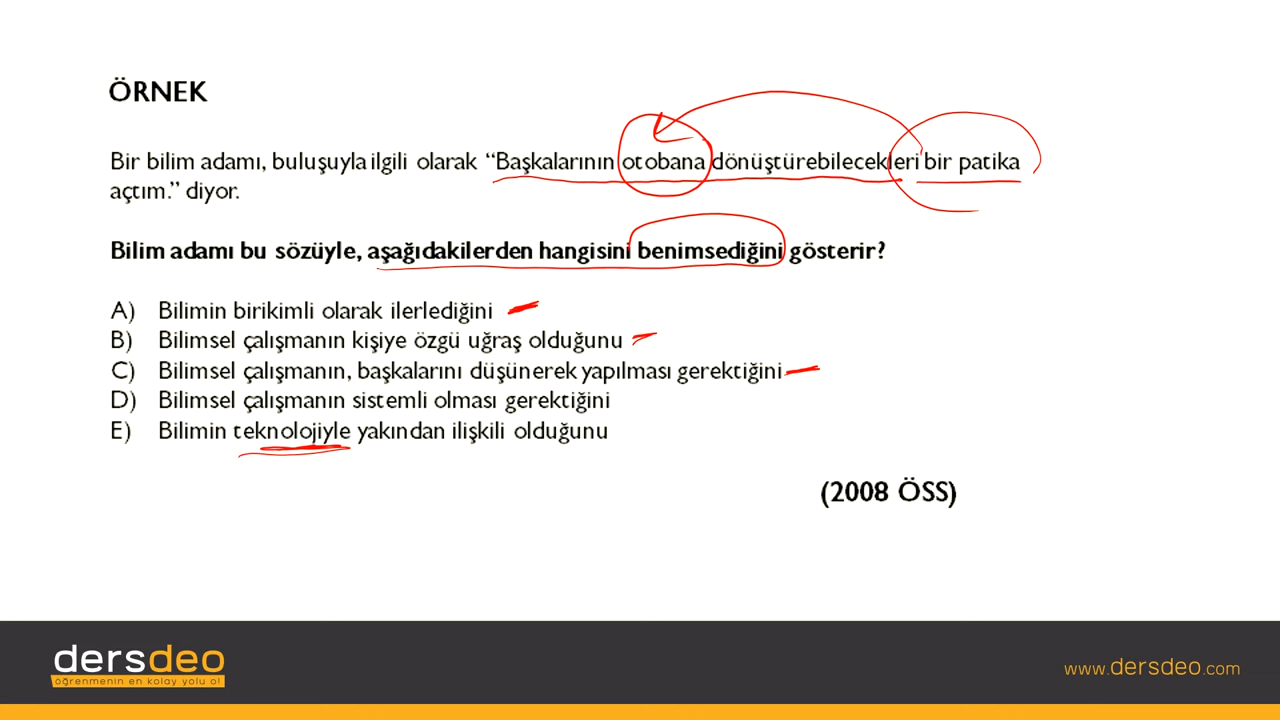 ÖRNEK
Bir bilim adamı, buluşuyla ilgili olarak “Başkalarının otobana dönüştürebilecekleri bir patika
açtım.” diyor.
Bilim adamı bu sözüyle, aşağıdakilerden hangisini benimsediğini gösterir?
A) Bilimin birikimli olarak ilerlediğini
B) Bilimsel çalışmanın kişiye özgü uğraş olduğunu
C) Bilimsel çalışmanın, başkalarını düşünerek yapılması gerektiğini
D) Bilimsel çalışmanın sistemli olması gerektiğini
E) Bilimin teknolojiyle yakından ilişkili olduğunu
(2008 ÖSS)
dersdeo
öğrenmenin en kolay yolu o!
www.dersdeo.com